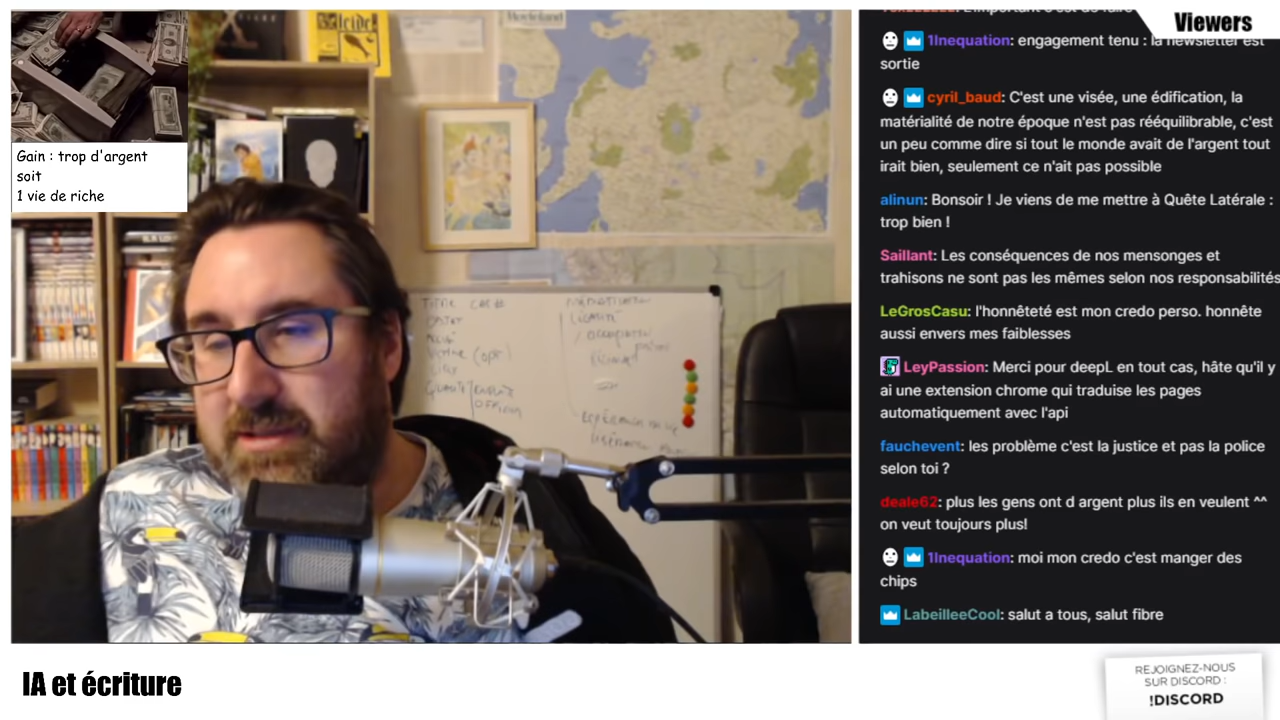 Gain : trop d'argent
soit
1 vie de riche
Viewers
1Inequation: engagement tenu : la newsletter est
sortie
cyril_baud: C'est une visée, une édification, la
matérialité de notre époque n'est pas rééquilibrable, c'est
un peu comme dire si tout le monde avait de l'argent tout
irait bien, seulement ce n'ait pas possible
alinun: Bonsoir ! Je viens de me mettre à Quête Latérale :
trop bien !
Saillant: Les conséquences de nos mensonges et
trahisons ne sont pas les mêmes selon nos responsabilités
LeGrosCasu: l'honnêteté est mon credo perso. honnête
aussi envers mes faiblesses
LeyPassion: Merci pour deepL en tout cas, hâte qu'il y
ai une extension chrome qui traduise les pages
automatiquement avec l'api
fauchevent: les problème c'est la justice et pas la police
selon toi ?
deale62: plus les gens ont d argent plus ils en veulent ^^
on veut toujours plus!
1Inequation: moi mon credo c'est manger des
chips
LabeilleeCool: salut a tous, salut fibre
IA et écriture
REJOIGNEZ-NOUS
SUR DISCORD :
!DISCORD